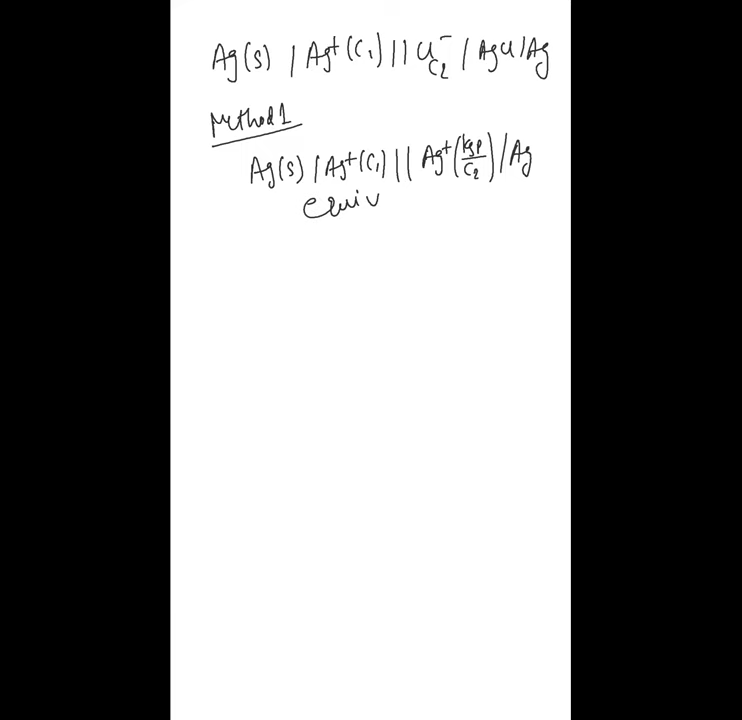 Ag(s) | Ag+(C1) || Cl-C2 | AgCl/Ag
Method 1
Ag(s) | Ag+(C1) || Ag+(ksp/C2) / Ag
equiv